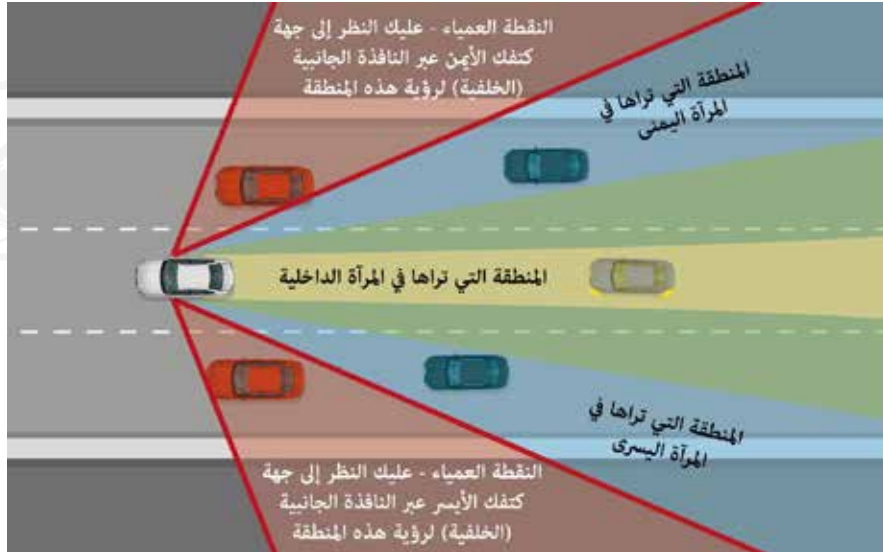 النقطة العمياء - عليك النظر إلى جهة
كتفك الأيمن عبر النافذة الجانبية
(الخلفية) لرؤية هذه المنطقة
المنطقة التي تراها في
المرآة اليمنى
المنطقة التي تراها في المرآة الداخلية
المنطقة التي تراها في
المرآة اليسرى
النقطة العمياء - عليك النظر إلى جهة
كتفك الأيسر عبر النافذة الجانبية
(الخلفية) لرؤية هذه المنطقة